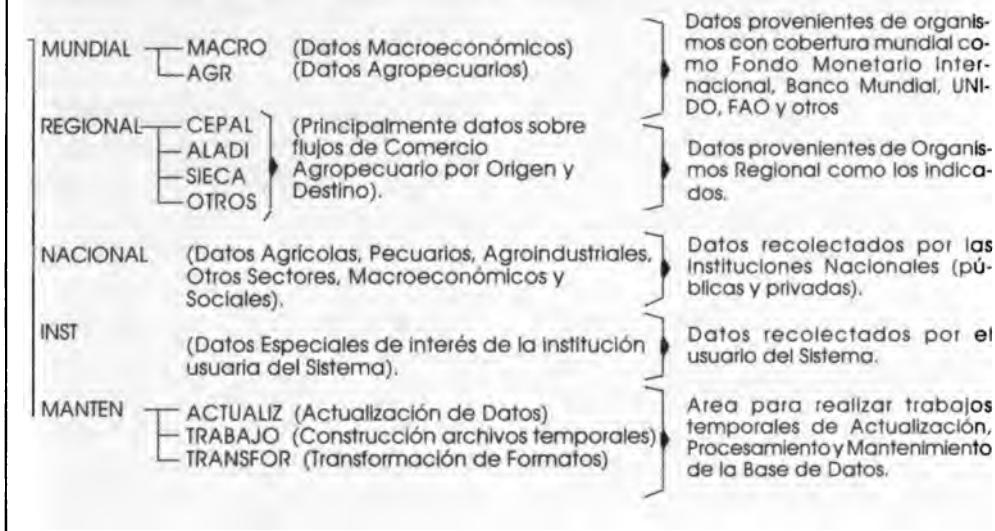 MUNDIAL
MACRO (Datos Macroeconómicos)
AGR (Datos Agropecuarios)
Datos provenientes de organis-
mos con cobertura mundial co-
mo Fondo Monetario Inter-
nacional, Banco Mundial, UNI-
DO, FAO y otros
REGIONAL
CEPAL
ALADI
SIECA
OTROS
(Principalmente datos sobre
flujos de Comercio
Agropecuario por Origen y
Destino).
Datos provenientes de Organis-
mos Regional como los indica-
dos.
NACIONAL
(Datos Agrícolas, Pecuarios, Agroindustriales,
Otros Sectores, Macroeconómicos y
Sociales).
Datos recolectados por las
Instituciones Nacionales (pú-
blicas y privadas).
INST
(Datos Especiales de interés de la institución
usuaria del Sistema).
Datos recolectados por el
usuario del Sistema.
MANTEN
ACTUALIZ (Actualización de Datos)
TRABAJO (Construcción archivos temporales)
TRANSFOR (Transformación de Formatos)
Area para realizar trabajos
temporales de Actualización,
Procesamiento y Mantenimiento
de la Base de Datos.